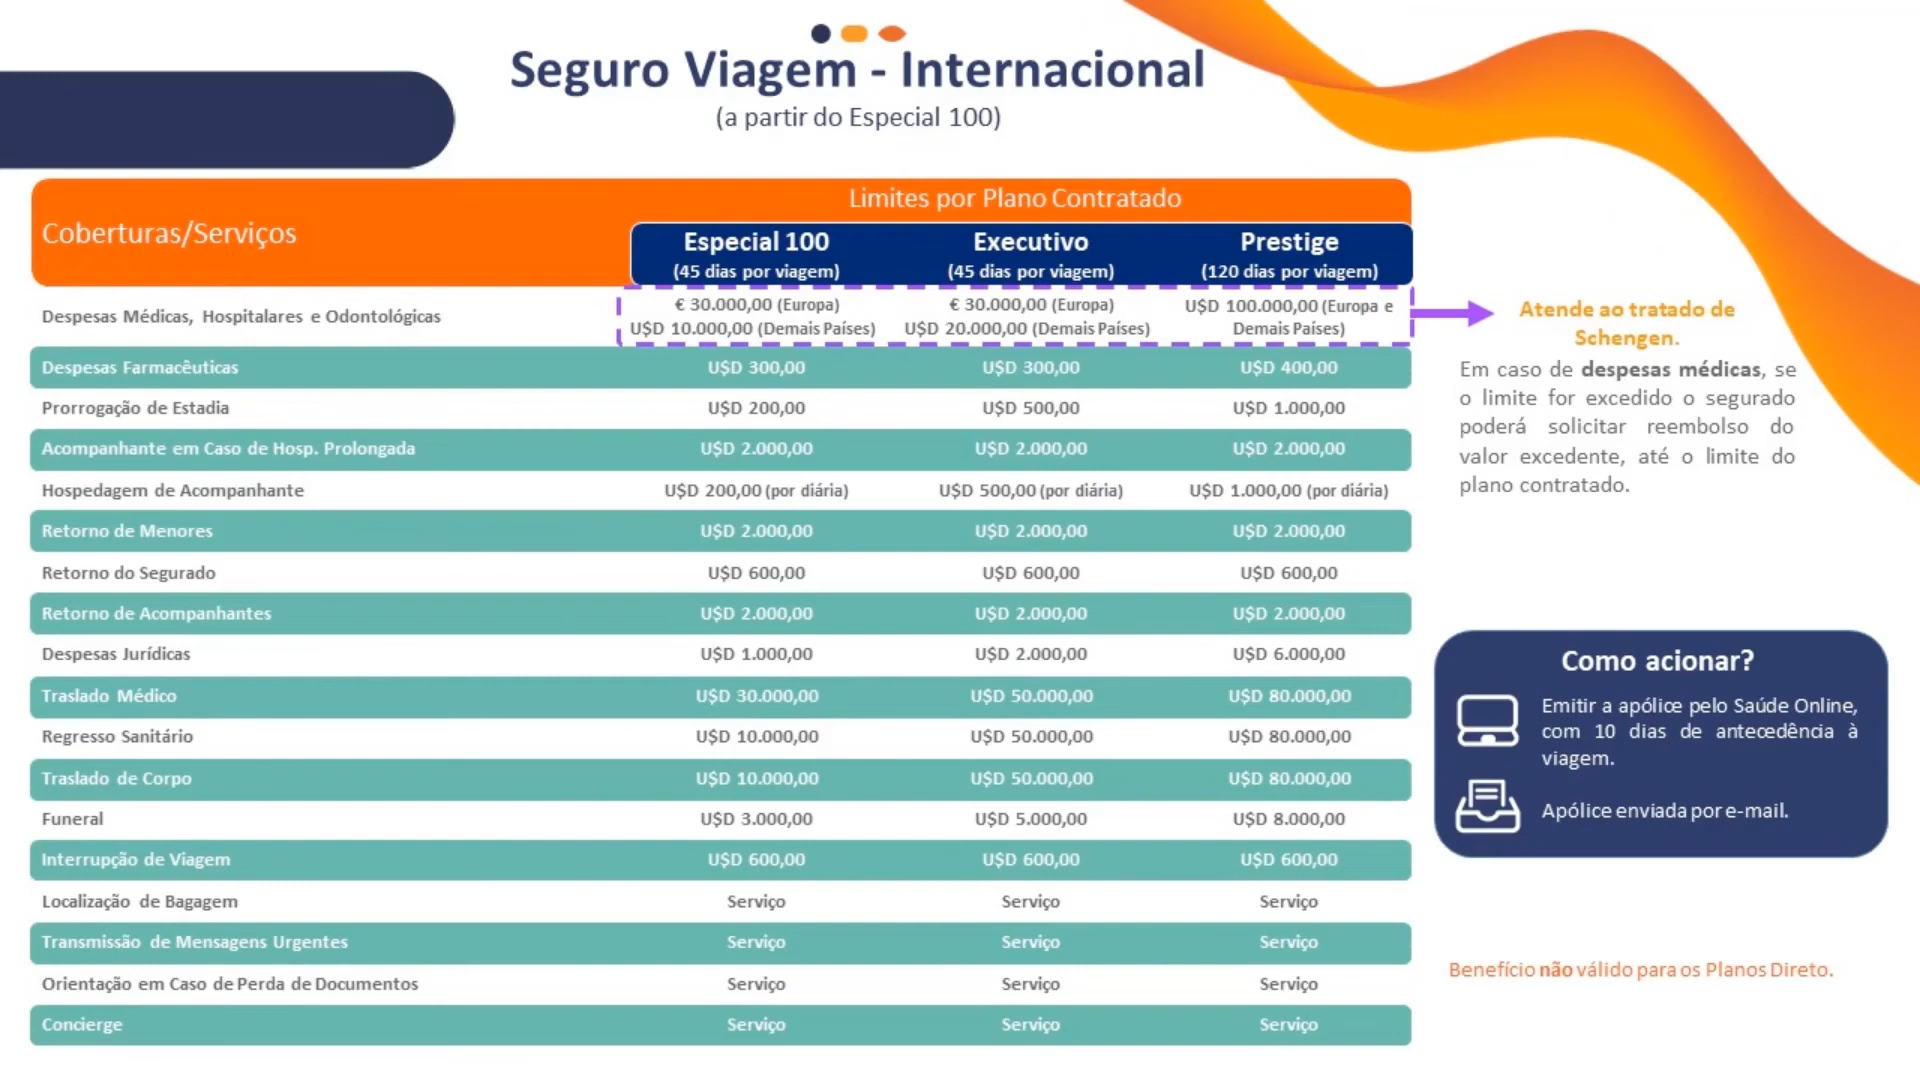 Seguro Viagem - Internacional
(a partir do Especial 100)
Coberturas/Serviços
Limites por Plano Contratado
Especial 100 Executivo Prestige
(45 dias por viagem) (45 dias por viagem) (120 dias por viagem)
Despesas Médicas, Hospitalares e Odontológicas
€ 30.000,00 (Europa) € 30.000,00 (Europa) U$D 100.000,00 (Europa e
U$D 10.000,00 (Demais Países) U$D 20.000,00 (Demais Países) Demais Países)
Despesas Farmacêuticas U$D 300,00 U$D 300,00 U$D 400,00
Prorrogação de Estadia U$D 200,00 U$D 500,00 U$D 1.000,00
Acompanhante em Caso de Hosp. Prolongada U$D 2.000,00 U$D 2.000,00 U$D 2.000,00
Hospedagem de Acompanhante U$D 200,00 (por diária) U$D 500,00 (por diária) U$D 1.000,00 (por diária)
Retorno de Menores U$D 2.000,00 U$D 2.000,00 U$D 2.000,00
Retorno do Segurado U$D 600,00 U$D 600,00 U$D 600,00
Retorno de Acompanhantes U$D 2.000,00 U$D 2.000,00 U$D 2.000,00
Despesas Jurídicas U$D 1.000,00 U$D 2.000,00 U$D 6.000,00
Traslado Médico U$D 30.000,00 U$D 50.000,00 U$D 80.000,00
Regresso Sanitário U$D 10.000,00 U$D 50.000,00 U$D 80.000,00
Traslado de Corpo U$D 10.000,00 U$D 50.000,00 U$D 80.000,00
Funeral U$D 3.000,00 U$D 5.000,00 U$D 8.000,00
Interrupção de Viagem U$D 600,00 U$D 600,00 U$D 600,00
Localização de Bagagem Serviço Serviço Serviço
Transmissão de Mensagens Urgentes Serviço Serviço Serviço
Orientação em Caso de Perda de Documentos Serviço Serviço Serviço
Concierge Serviço Serviço Serviço
Atende ao tratado de
Schengen.
Em caso de despesas médicas, se
o limite for excedido o segurado
poderá solicitar reembolso do
valor excedente, até o limite do
plano contratado.
Como acionar?
Emitir a apólice pelo Saúde Online,
com 10 dias de antecedência à
viagem.
Apólice enviada por e-mail.
Benefício não válido para os Planos Direto.